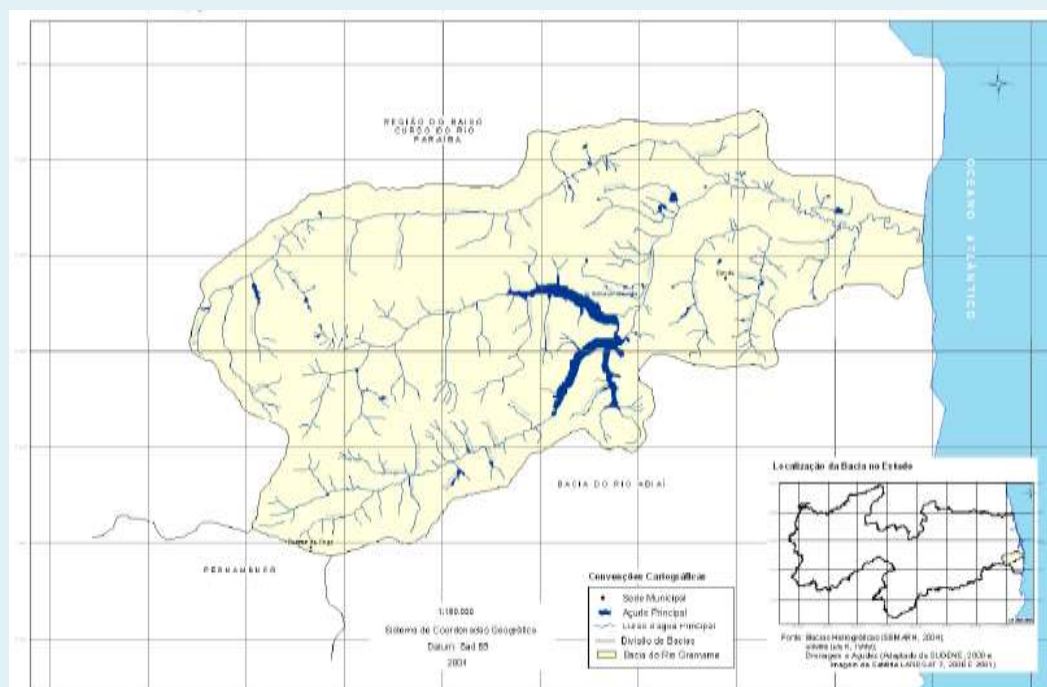 REGIÃO DO BAIXO
CURSO DO RIO
PARAÍBA
OCEANO ATLÂNTICO
Conde
BACIA DO RIO ABIAÍ
PERNAMBUCO
1:180.000
Sistema de Coordenadas Geográfica
Datum: Sad 69
2004
Convenções Cartográficas
Sede Municipal
Açude Principal
Curso d'água Principal
Divisão de Bacias
Bacia do Rio Gramame
Localização da Bacia no Estado
Fonte: Bacias Hidrográficas (SEMARH, 2004)
Drenagem e Açudes (Adaptado da SUDENE, 2000 e
Imagem de Satélite LANDSAT 7, 2000 E 2001)